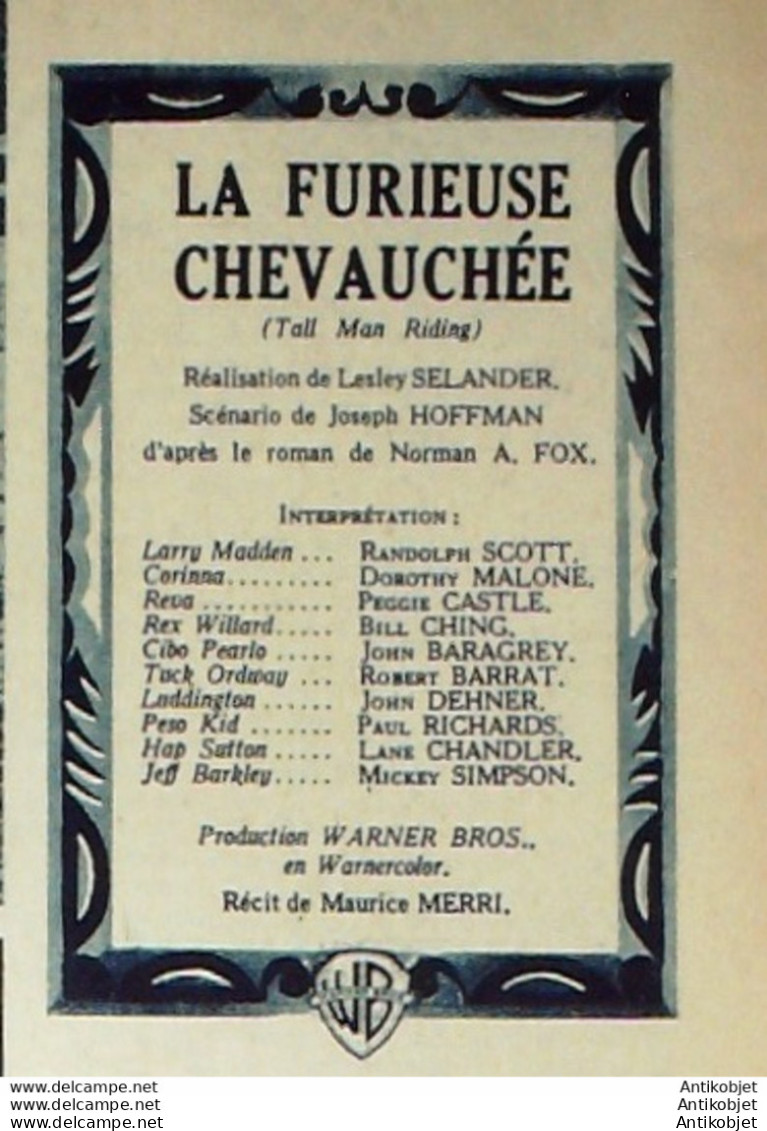 LA FURIEUSE
CHEVAUCHÉE
(Tall Man Riding)
Réalisation de Lesley SELANDER.
Scénario de Joseph HOFFMAN
d'après le roman de Norman A. FOX.
INTERPRÉTATION :
Larry Madden ... RANDOLPH SCOTT.
Corinna......... DOROTHY MALONE.
Reva ........... PEGGIE CASTLE.
Rex Willard..... BILL CHING.
Cibo Pearlo ..... JOHN BARAGREY.
Tuck Ordway ... ROBERT BARRAT.
Luddington ...... JOHN DEHNER.
Peso Kid ....... PAUL RICHARDS.
Hap Sutton ..... LANE CHANDLER.
Jeff Barkley..... MICKEY SIMPSON.
Production WARNER BROS.,
en Warnercolor.
Récit de Maurice MERRI.
WB
www.delcampe.net Antikobjet
www.delcampe.net Antikobjet
www.delcampe.net Antikobjet